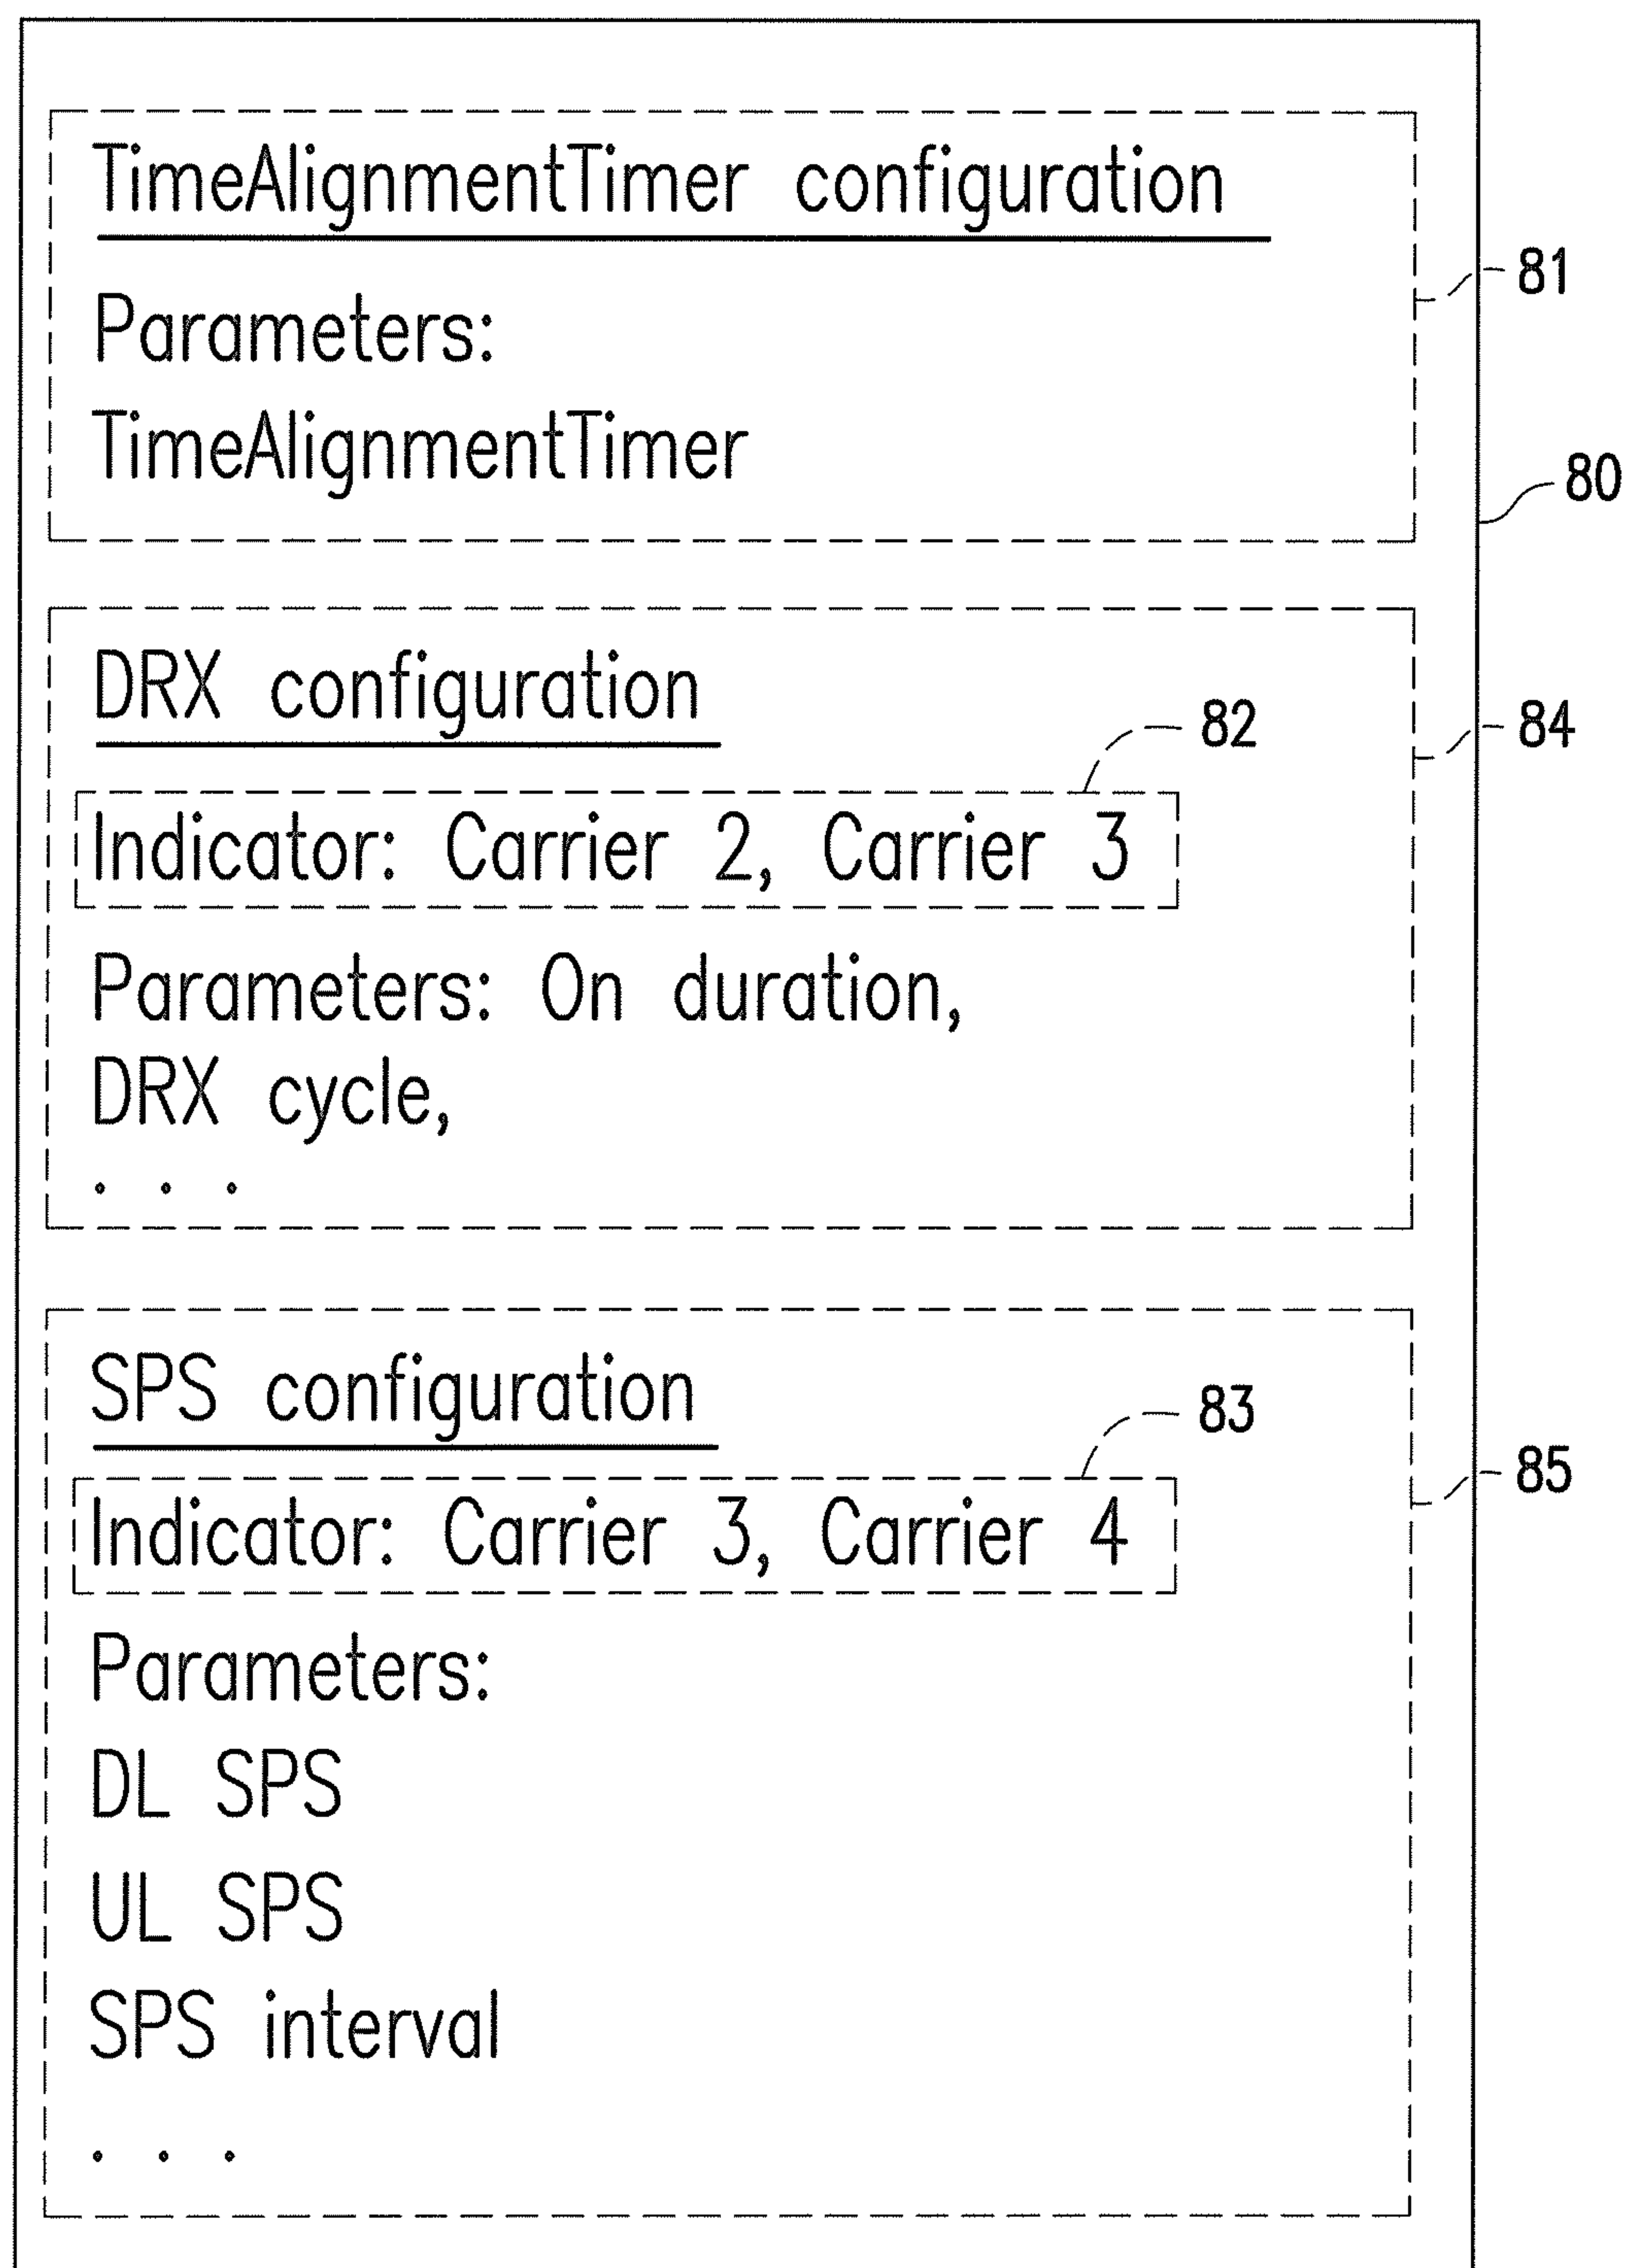 TimeAlignmentTimer configuration
81
Parameters:
TimeAlignmentTimer
80
DRX configuration
82
84
Indicator: Carrier 2, Carrier 3
Parameters: On duration,
DRX cycle,
. . .
SPS configuration
83
85
Indicator: Carrier 3, Carrier 4
Parameters:
DL SPS
UL SPS
SPS interval
. . .